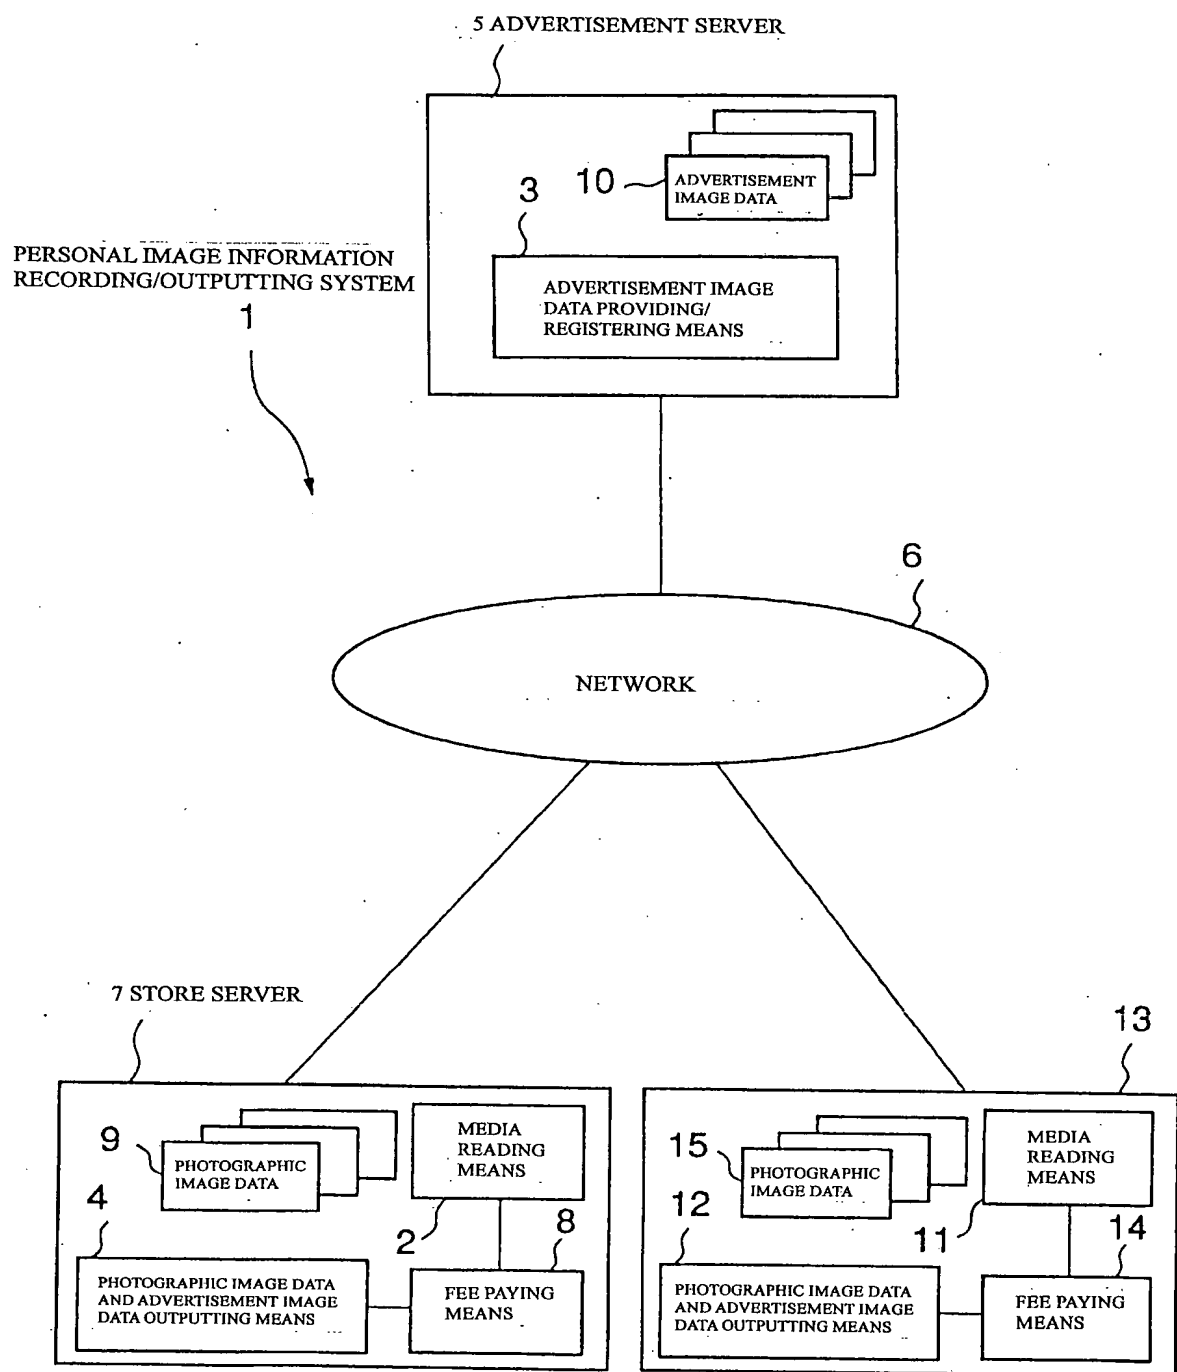 5 ADVERTISEMENT SERVER
10
ADVERTISEMENT
IMAGE DATA
3
ADVERTISEMENT IMAGE
DATA PROVIDING/
REGISTERING MEANS
PERSONAL IMAGE INFORMATION
RECORDING/OUTPUTTING SYSTEM
1
6
NETWORK
7 STORE SERVER
9
PHOTOGRAPHIC
IMAGE DATA
MEDIA
READING
MEANS
2
4
PHOTOGRAPHIC IMAGE DATA
AND ADVERTISEMENT IMAGE
DATA OUTPUTTING MEANS
8
FEE PAYING
MEANS
13
15
PHOTOGRAPHIC
IMAGE DATA
MEDIA
READING
MEANS
11
12
PHOTOGRAPHIC IMAGE DATA
AND ADVERTISEMENT IMAGE
DATA OUTPUTTING MEANS
14
FEE PAYING
MEANS